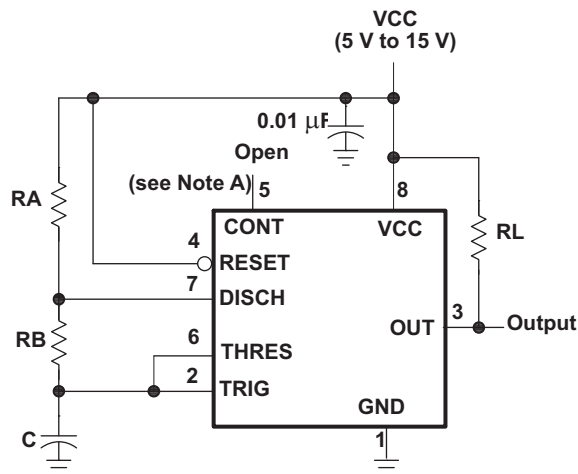 VCC
(5 V to 15 V)
0.01 μF
Open
(see Note A)
5
8
RA
CONT
VCC
RL
4
RESET
7
DISCH
3
OUT
Output
RB
6
THRES
2
TRIG
GND
C
1